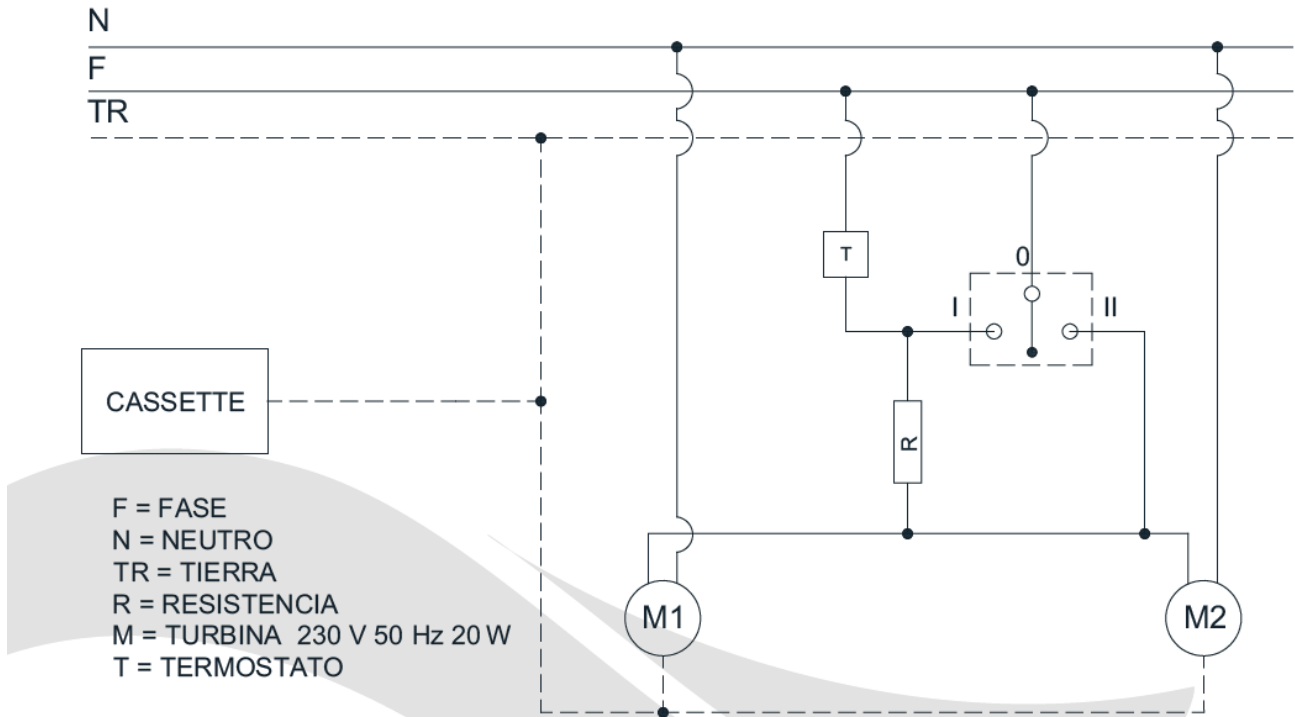 N
F
TR
T
0
I
II
CASSETTE
R
F = FASE
N = NEUTRO
TR = TIERRA
R = RESISTENCIA
M = TURBINA 230 V 50 Hz 20 W
T = TERMOSTATO
M1
M2